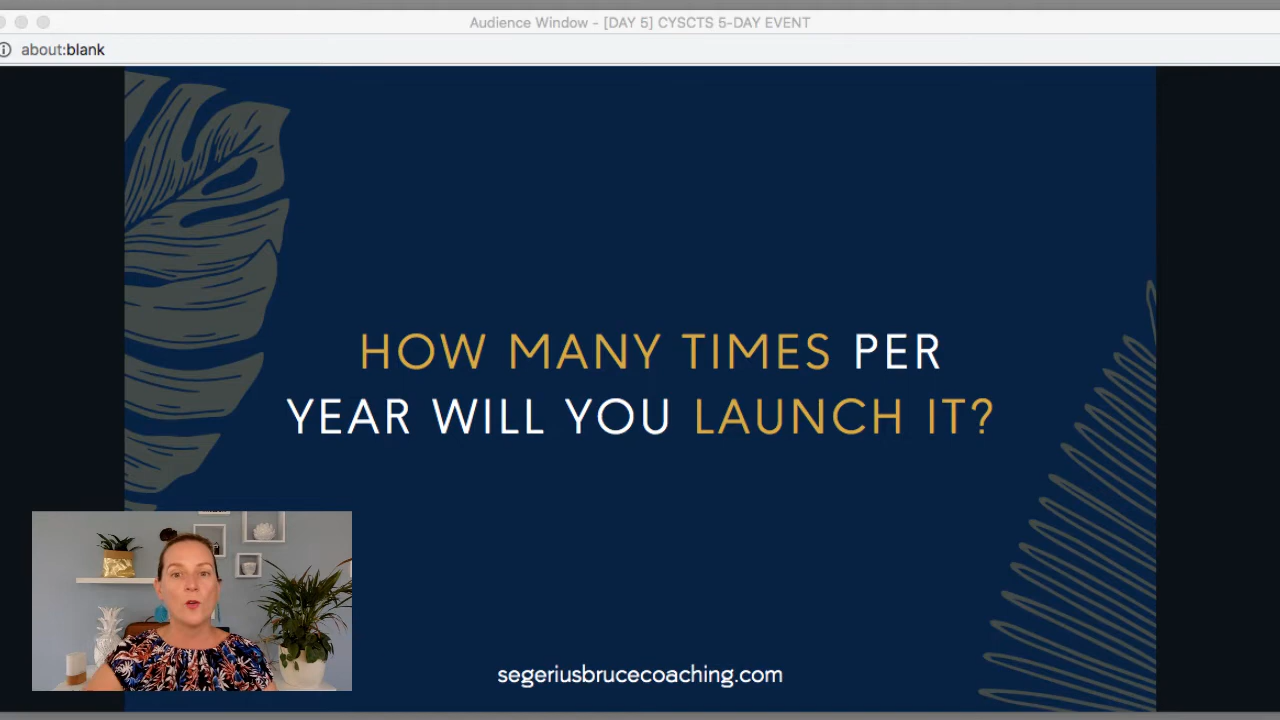 Audience Window - [DAY 5] CYSCTS 5-DAY EVENT
about:blank
HOW MANY TIMES PER
YEAR WILL YOU LAUNCH IT?
segeriusbrucecoaching.com